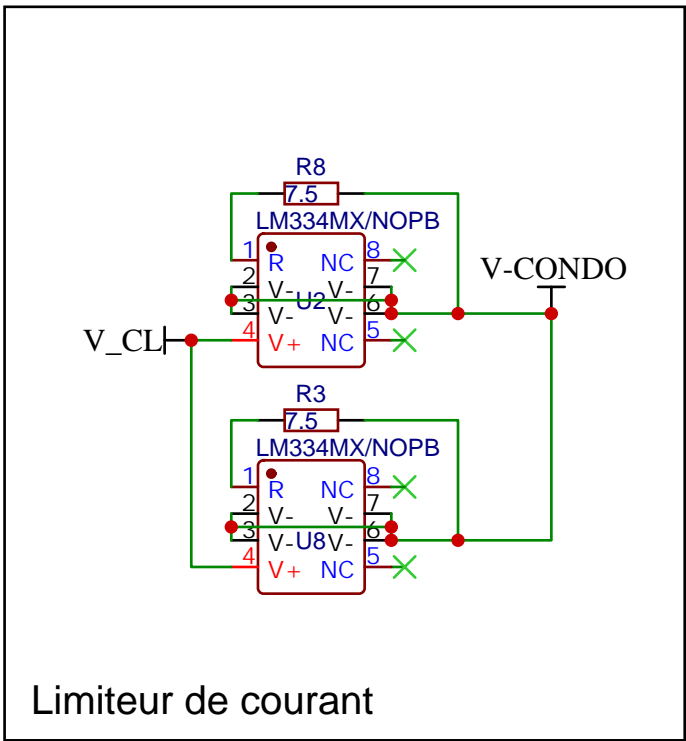 R8
7.5
LM334MX/NOPB
1 R NC 8
2 V- V- 7
3 V- U2 V- 6
4 V+ NC 5
V_CL
V-CONDO
R3
7.5
LM334MX/NOPB
1 R NC 8
2 V- V- 7
3 V- U8 V- 6
4 V+ NC 5
Limiteur de courant